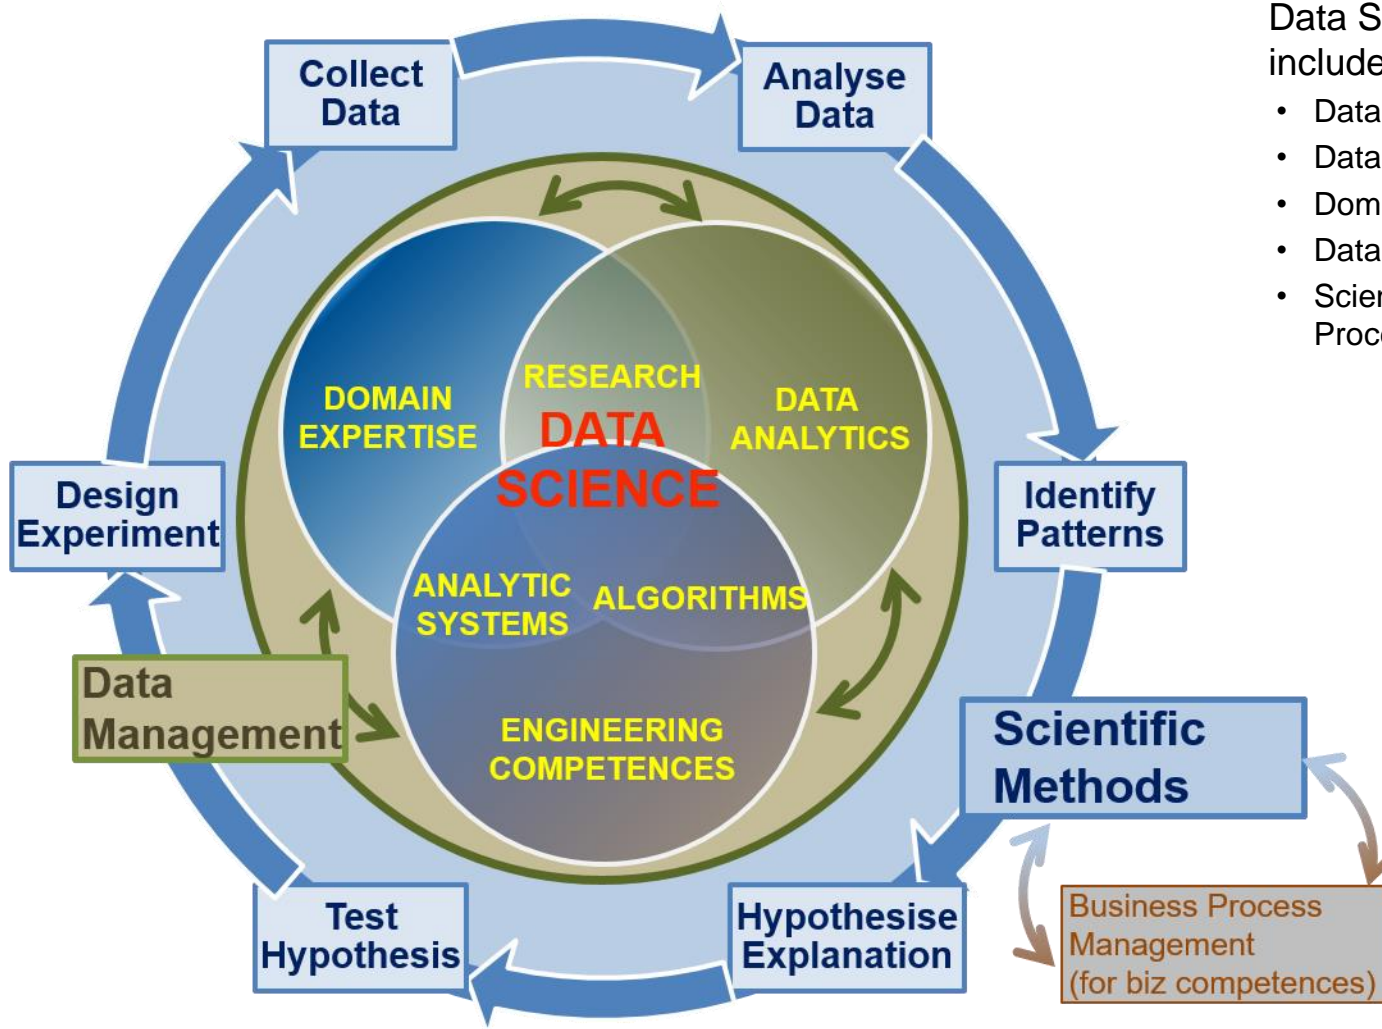 Data S
include
• Data
• Data
• Dom
• Data
• Scien
Proce
Collect
Data
Analyse
Data
RESEARCH
DOMAIN
EXPERTISE
DATA
ANALYTICS
DATA
SCIENCE
Design
Experiment
Identify
Patterns
ANALYTIC
SYSTEMS
ALGORITHMS
Data
Management
ENGINEERING
COMPETENCES
Scientific
Methods
Test
Hypothesis
Hypothesise
Explanation
Business Process
Management
(for biz competences)